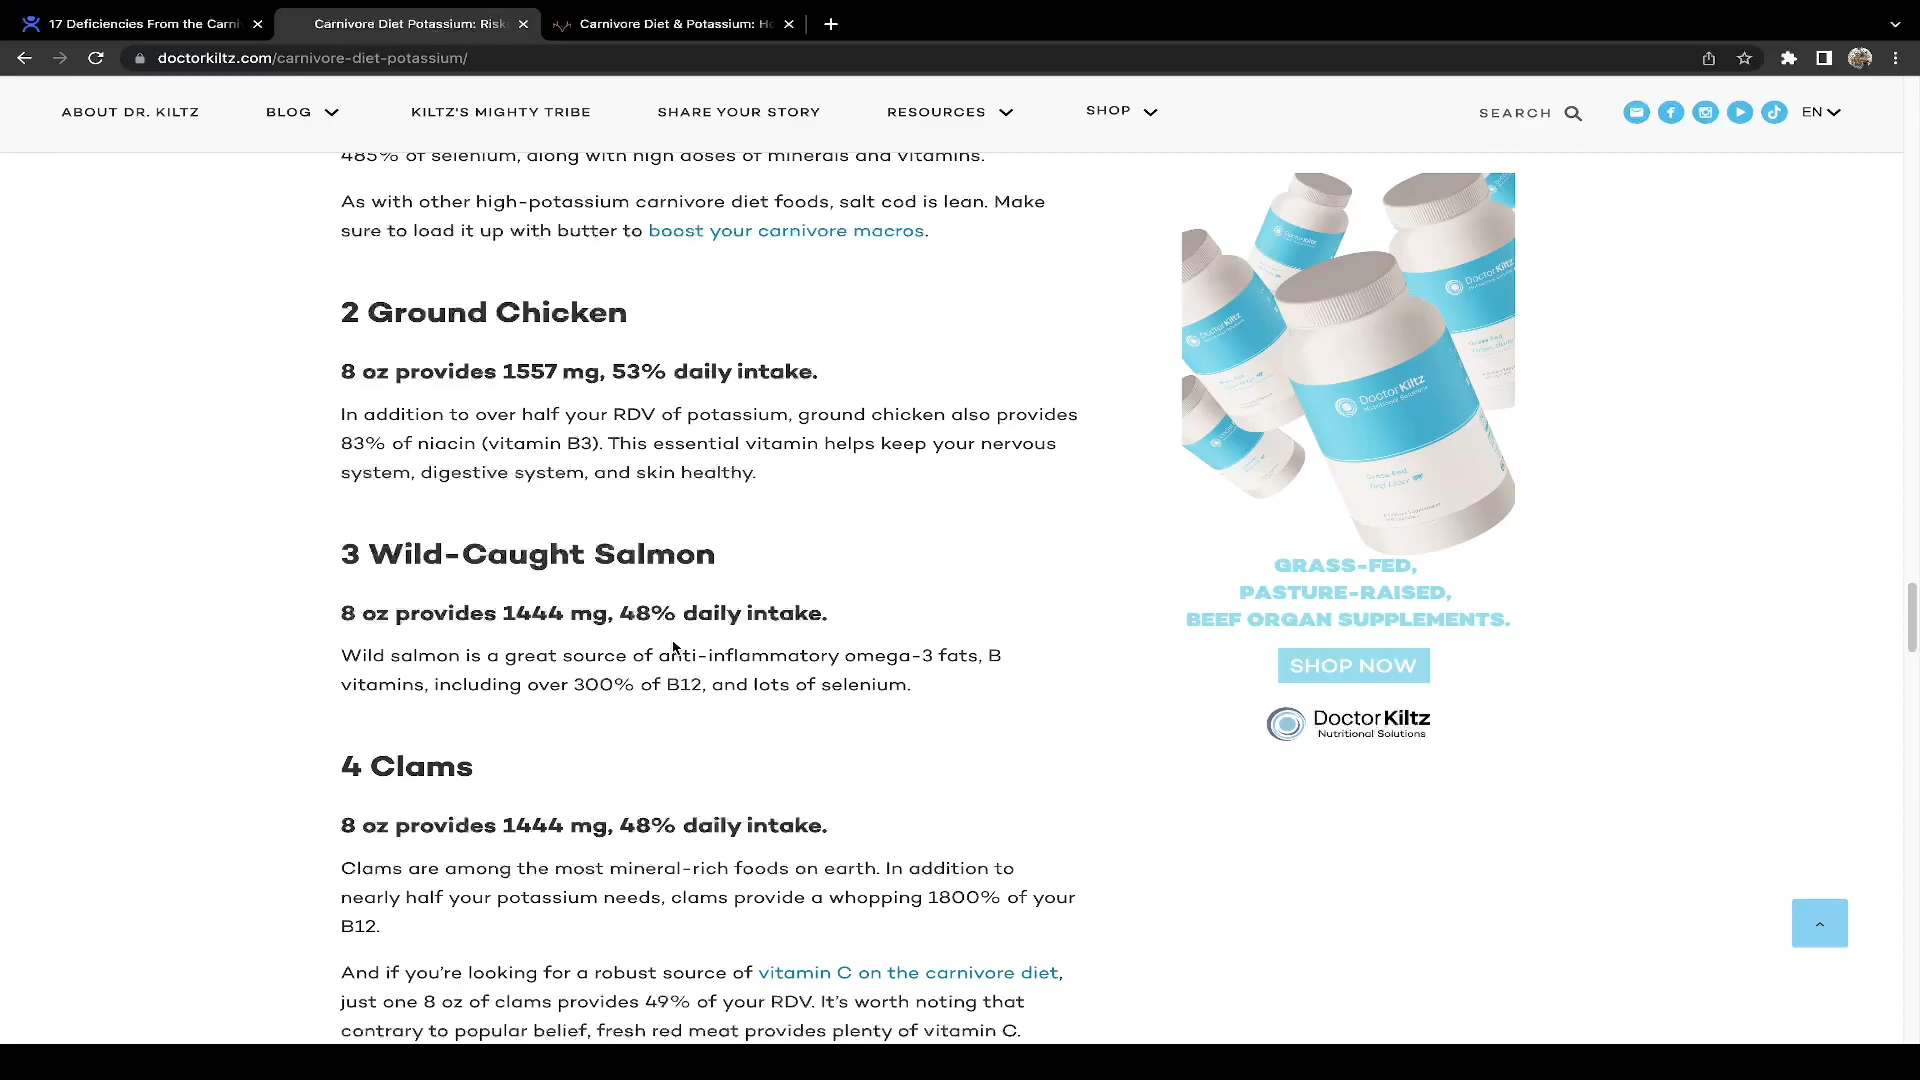 17 Deficiencies From the Carni
Carnivore Diet Potassium: Risk
Carnivore Diet & Potassium: Ho
doctorkiltz.com/carnivore-diet-potassium/
ABOUT DR. KILTZ
BLOG
KILTZ'S MIGHTY TRIBE
SHARE YOUR STORY
RESOURCES
SHOP
SEARCH
EN
485% of selenium, along with high doses of minerals and vitamins.
As with other high-potassium carnivore diet foods, salt cod is lean. Make
sure to load it up with butter to boost your carnivore macros.
2 Ground Chicken
8 oz provides 1557 mg, 53% daily intake.
In addition to over half your RDV of potassium, ground chicken also provides
83% of niacin (vitamin B3). This essential vitamin helps keep your nervous
system, digestive system, and skin healthy.
3 Wild-Caught Salmon
8 oz provides 1444 mg, 48% daily intake.
Wild salmon is a great source of anti-inflammatory omega-3 fats, B
vitamins, including over 300% of B12, and lots of selenium.
4 Clams
8 oz provides 1444 mg, 48% daily intake.
Clams are among the most mineral-rich foods on earth. In addition to
nearly half your potassium needs, clams provide a whopping 1800% of your
B12.
And if you're looking for a robust source of vitamin C on the carnivore diet,
just one 8 oz of clams provides 49% of your RDV. It's worth noting that
contrary to popular belief, fresh red meat provides plenty of vitamin C.
DoctorKiltz
Nutritional Solutions
Grass-Fed
Beef Liver
GRASS-FED,
PASTURE-RAISED,
BEEF ORGAN SUPPLEMENTS.
SHOP NOW
DoctorKiltz
Nutritional Solutions